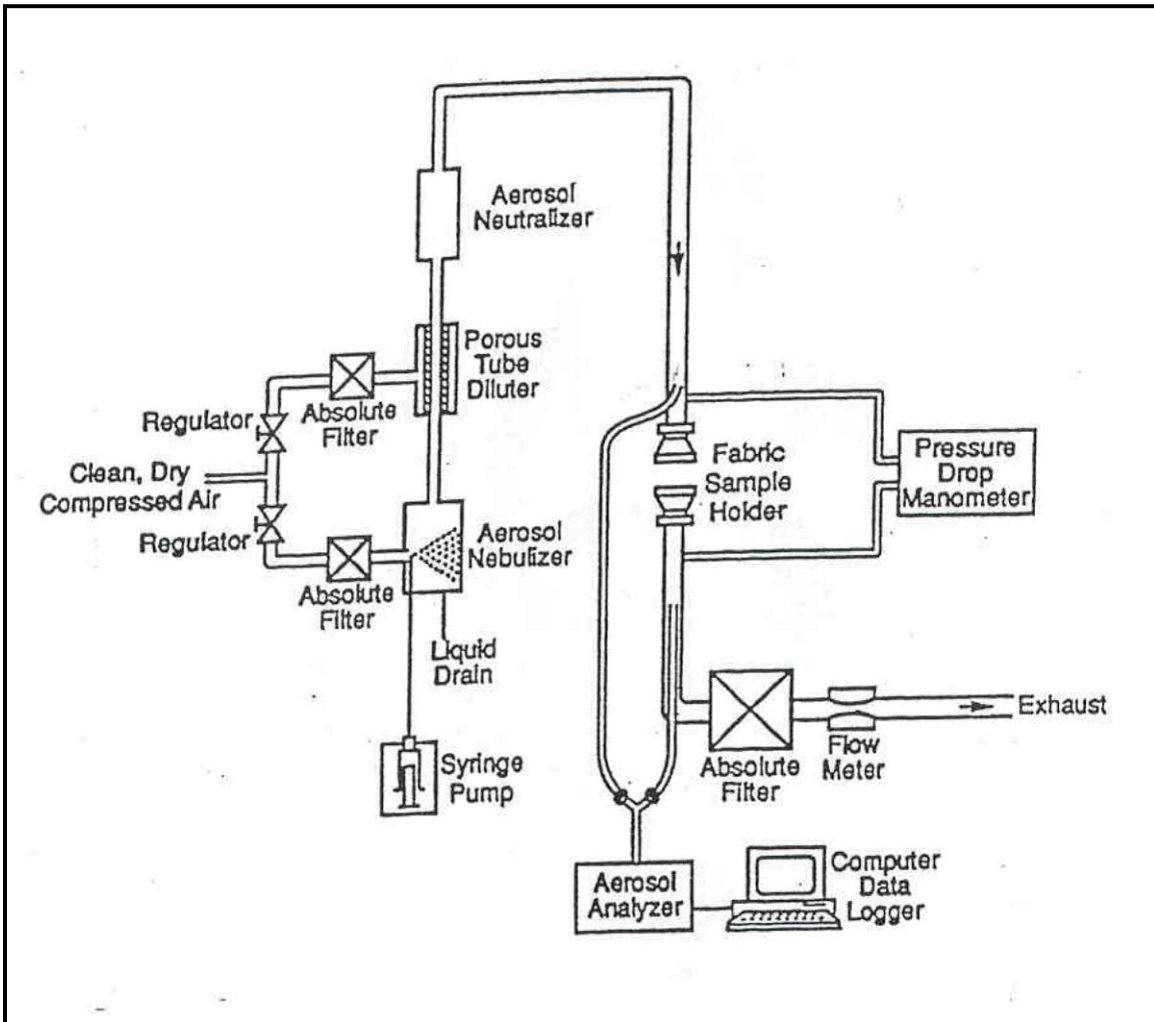 Aerosol
Neutralizer
Porous
Tube
Diluter
Absolute
Filter
Regulator
Clean, Dry
Compressed Air
Regulator
Absolute
Filter
Aerosol
Nebulizer
Liquid
Drain
Syringe
Pump
Fabric
Sample
Holder
Pressure
Drop
Manometer
Absolute
Filter
Flow
Meter
Exhaust
Aerosol
Analyzer
Computer
Data
Logger